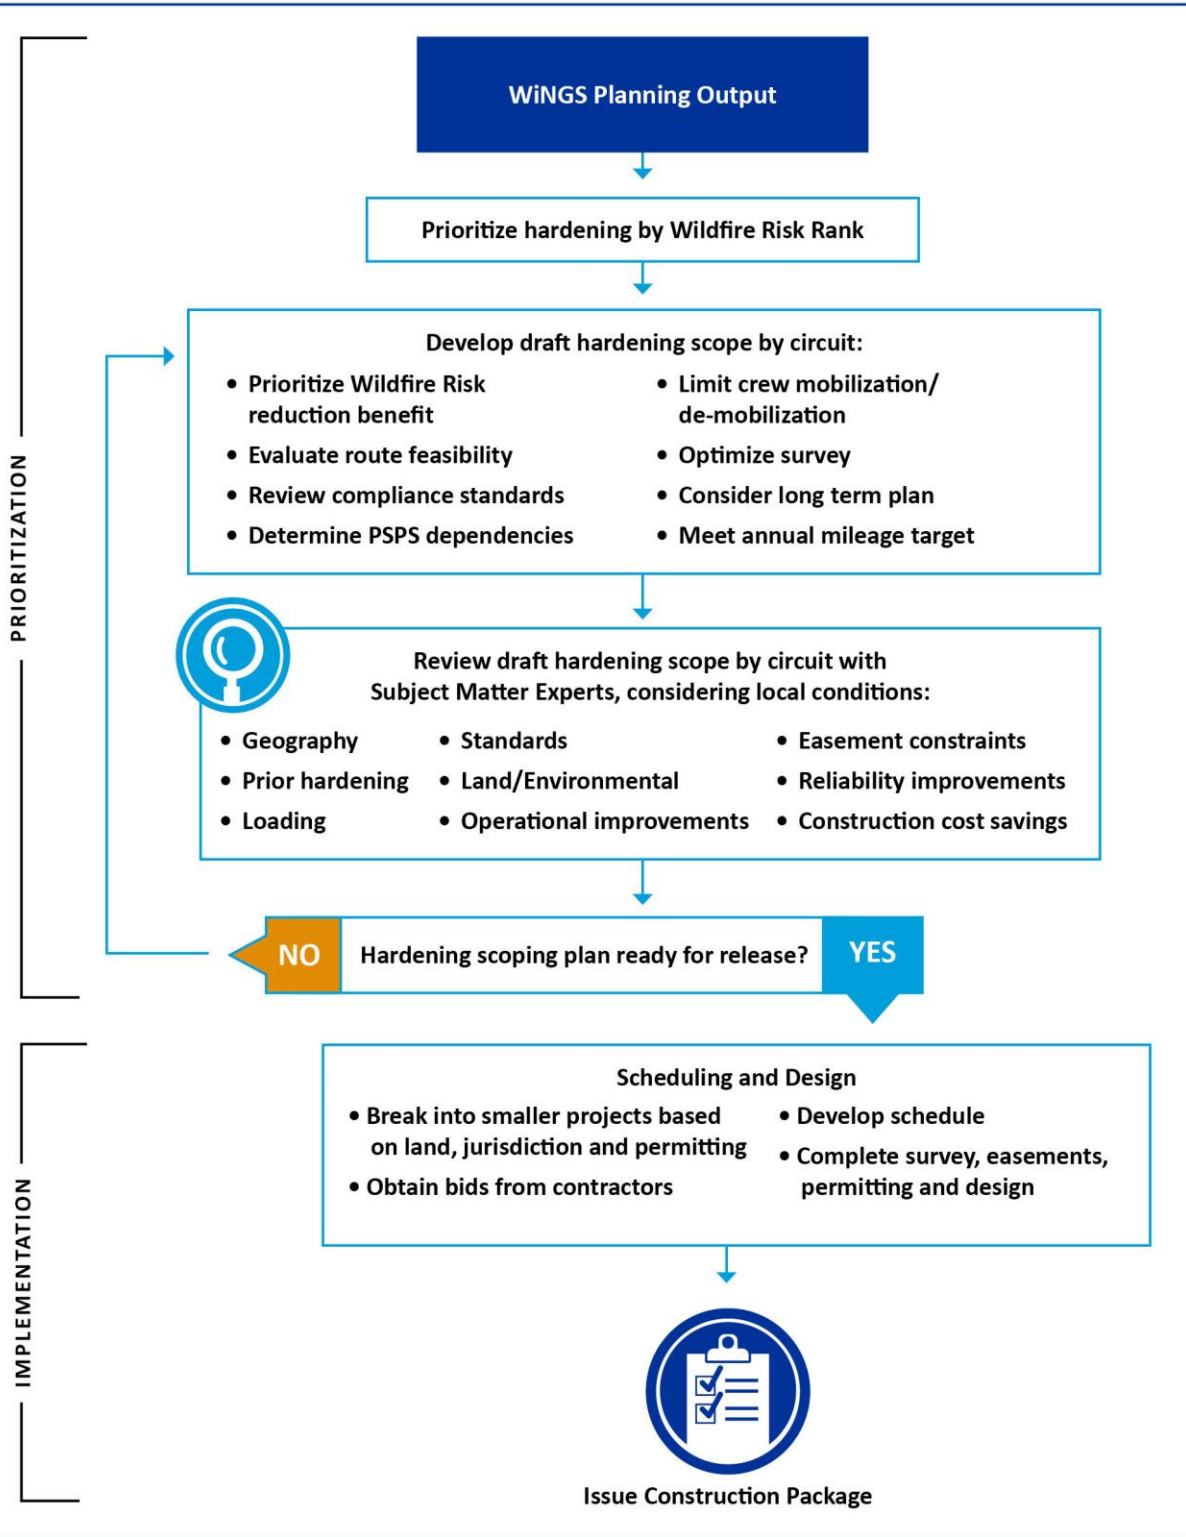 WiNGS Planning Output
Prioritize hardening by Wildfire Risk Rank
PRIORITIZATION
Develop draft hardening scope by circuit:
• Prioritize Wildfire Risk
reduction benefit
• Evaluate route feasibility
• Review compliance standards
• Determine PSPS dependencies
• Limit crew mobilization/
de-mobilization
• Optimize survey
• Consider long term plan
• Meet annual mileage target
Review draft hardening scope by circuit with
Subject Matter Experts, considering local conditions:
• Geography
• Prior hardening
• Loading
• Standards
• Land/Environmental
• Operational improvements
• Easement constraints
• Reliability improvements
• Construction cost savings
NO
Hardening scoping plan ready for release?
YES
IMPLEMENTATION
Scheduling and Design
• Break into smaller projects based
on land, jurisdiction and permitting
• Obtain bids from contractors
• Develop schedule
• Complete survey, easements,
permitting and design
Issue Construction Package